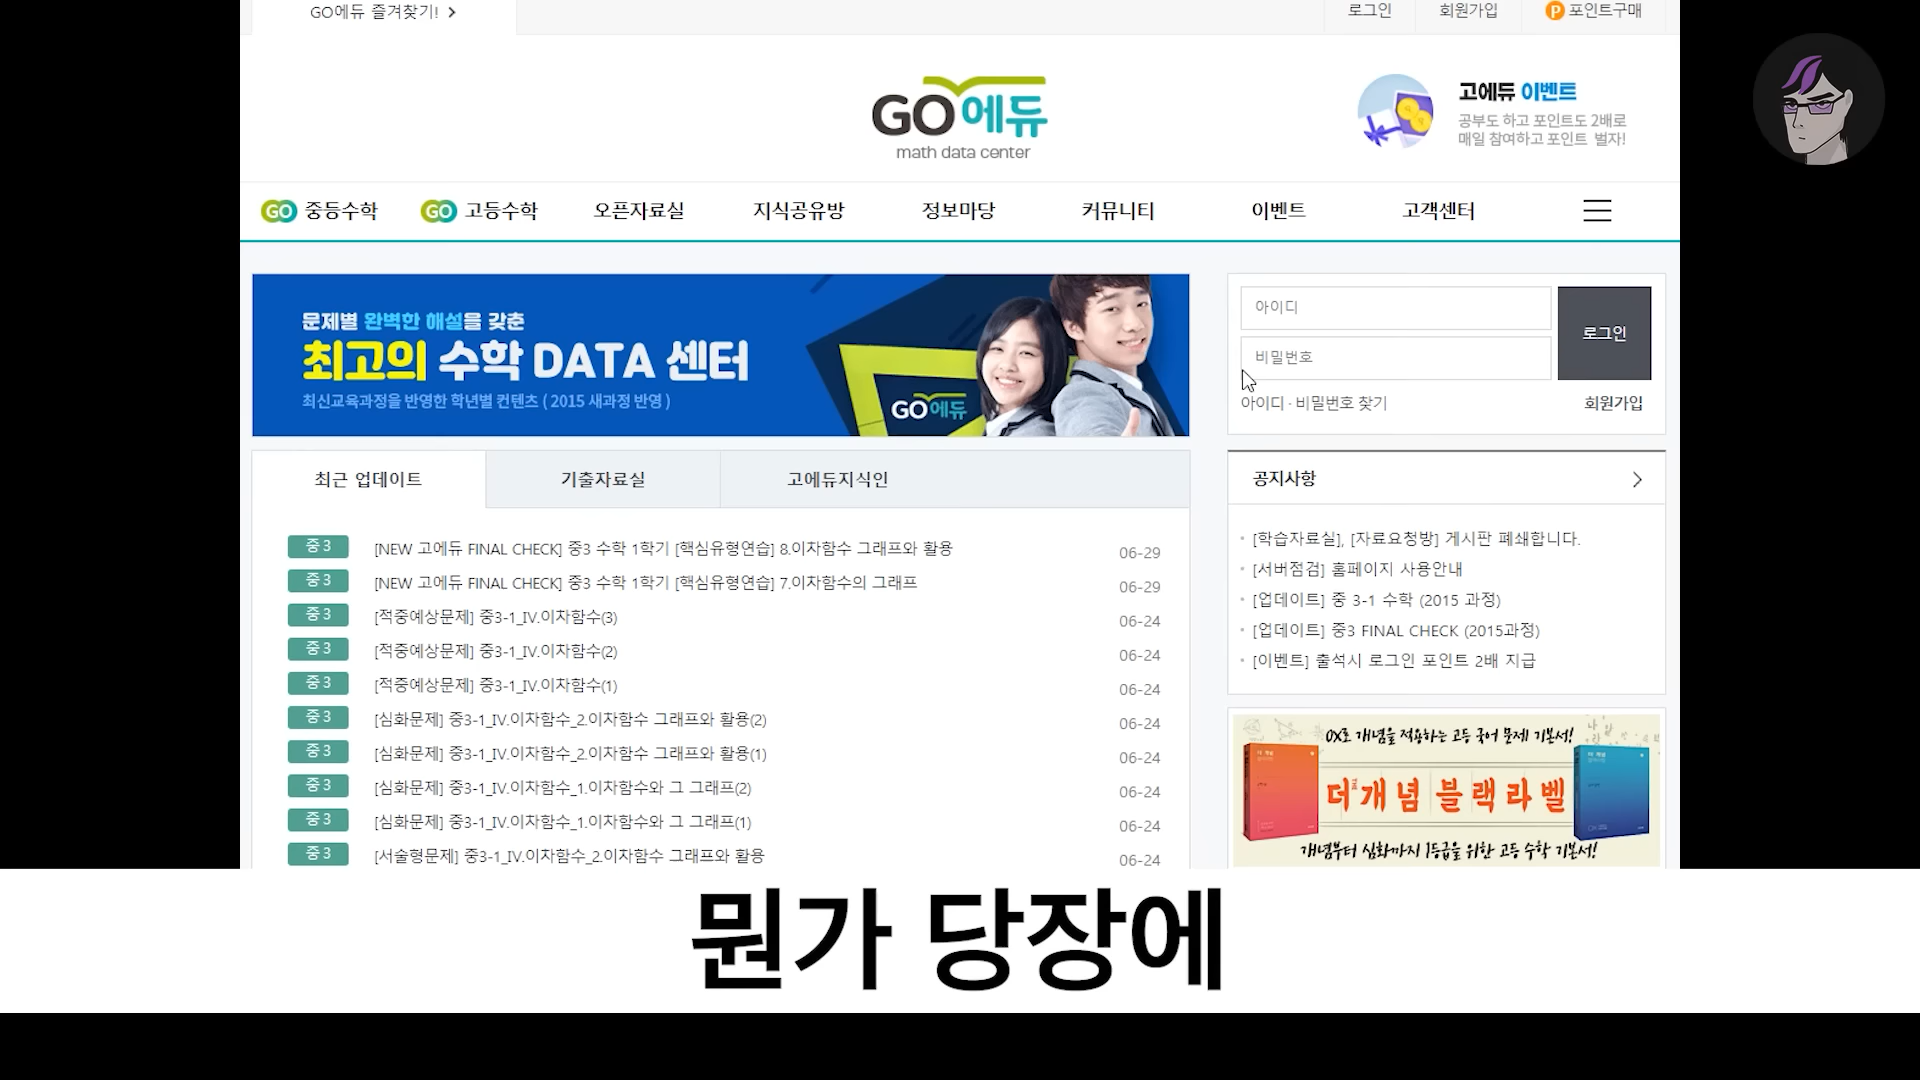 GO에듀 즐겨찾기!
로그인
회원가입
P 포인트구매
GO에듀
math data center
고에듀 이벤트
공부도 하고 포인트도 2배로
매일 참여하고 포인트 벌자!
GO 중등수학
GO 고등수학
오픈자료실
지식공유방
정보마당
커뮤니티
이벤트
고객센터
문제별 완벽한 해설을 갖춘
최고의 수학 DATA 센터
최신교육과정을 반영한 학년별 컨텐츠 ( 2015 새과정 반영 )
GO에듀
아이디
비밀번호
로그인
아이디 · 비밀번호 찾기
회원가입
최근 업데이트
기출자료실
고에듀지식인
중3 [NEW 고에듀 FINAL CHECK] 중3 수학 1학기 [핵심유형연습] 8.이차함수 그래프와 활용 06-29
중3 [NEW 고에듀 FINAL CHECK] 중3 수학 1학기 [핵심유형연습] 7.이차함수의 그래프 06-29
중3 [적중예상문제] 중3-1_IV.이차함수(3) 06-24
중3 [적중예상문제] 중3-1_IV.이차함수(2) 06-24
중3 [적중예상문제] 중3-1_IV.이차함수(1) 06-24
중3 [심화문제] 중3-1_IV.이차함수_2.이차함수 그래프와 활용(2) 06-24
중3 [심화문제] 중3-1_IV.이차함수_2.이차함수 그래프와 활용(1) 06-24
중3 [심화문제] 중3-1_IV.이차함수_1.이차함수와 그 그래프(2) 06-24
중3 [심화문제] 중3-1_IV.이차함수_1.이차함수와 그 그래프(1) 06-24
중3 [서술형문제] 중3-1_IV.이차함수_2.이차함수 그래프와 활용 06-24
공지사항
[학습자료실], [자료요청방] 게시판 폐쇄합니다.
[서버점검] 홈페이지 사용안내
[업데이트] 중 3-1 수학 (2015 과정)
[업데이트] 중3 FINAL CHECK (2015과정)
[이벤트] 출석시 로그인 포인트 2배 지급
OX로 개념을 적용하는 고등 국어 문제 기본서!
더 개념 블랙라벨
개념부터 심화까지 1등급을 위한 고등 수학 기본서!
뭔가 당장에